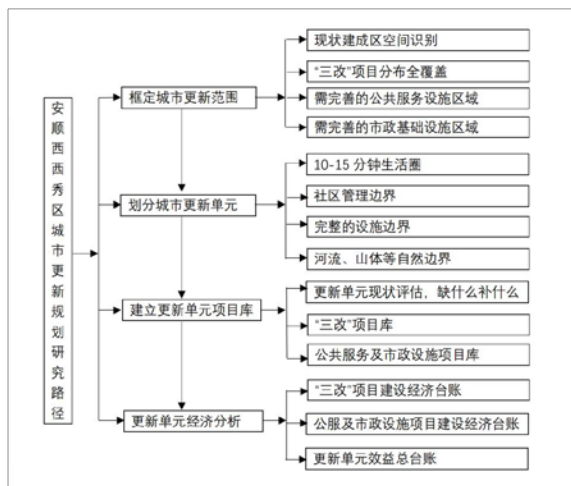 安顺西西秀区城市更新规划研究路径
框定城市更新范围
现状建成区空间识别
“三改”项目分布全覆盖
需完善的公共服务设施区域
需完善的市政基础设施区域
划分城市更新单元
10-15 分钟生活圈
社区管理边界
完整的设施边界
河流、山体等自然边界
建立更新单元项目库
更新单元现状评估，缺什么补什么
“三改”项目库
公共服务及市政设施项目库
更新单元经济分析
“三改”项目建设经济台账
公服及市政设施项目建设经济台账
更新单元效益总台账